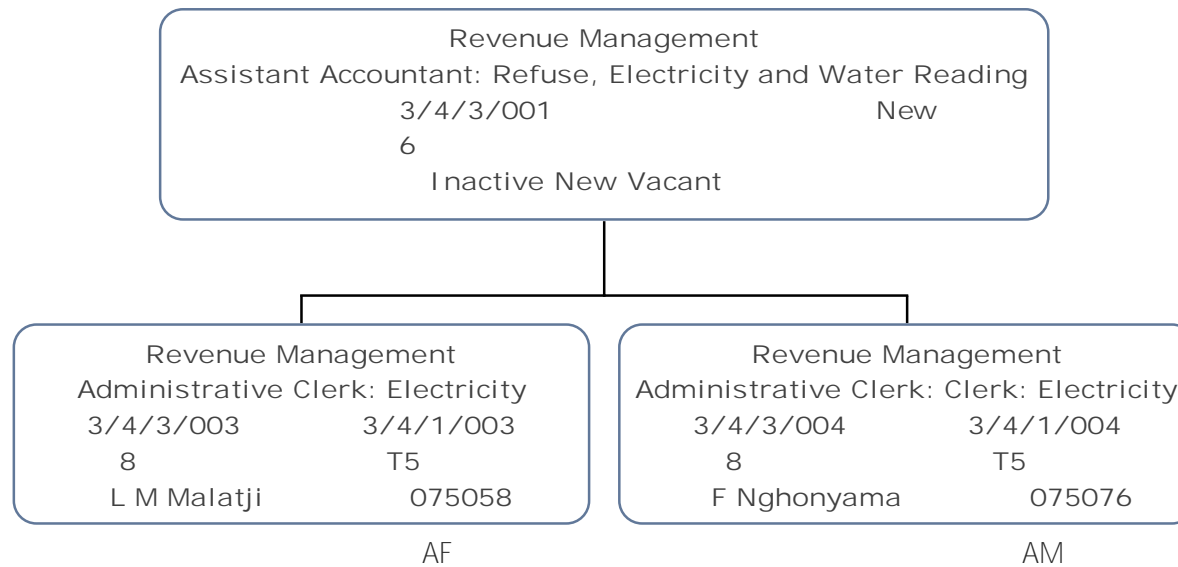 Revenue Management
Assistant Accountant: Refuse, Electricity and Water Reading
3/4/3/001 New
6
Inactive New Vacant
Revenue Management
Administrative Clerk: Electricity
3/4/3/003 3/4/1/003
8 T5
L M Malatji 075058
AF
Revenue Management
Administrative Clerk: Clerk: Electricity
3/4/3/004 3/4/1/004
8 T5
F Nghonyama 075076
AM